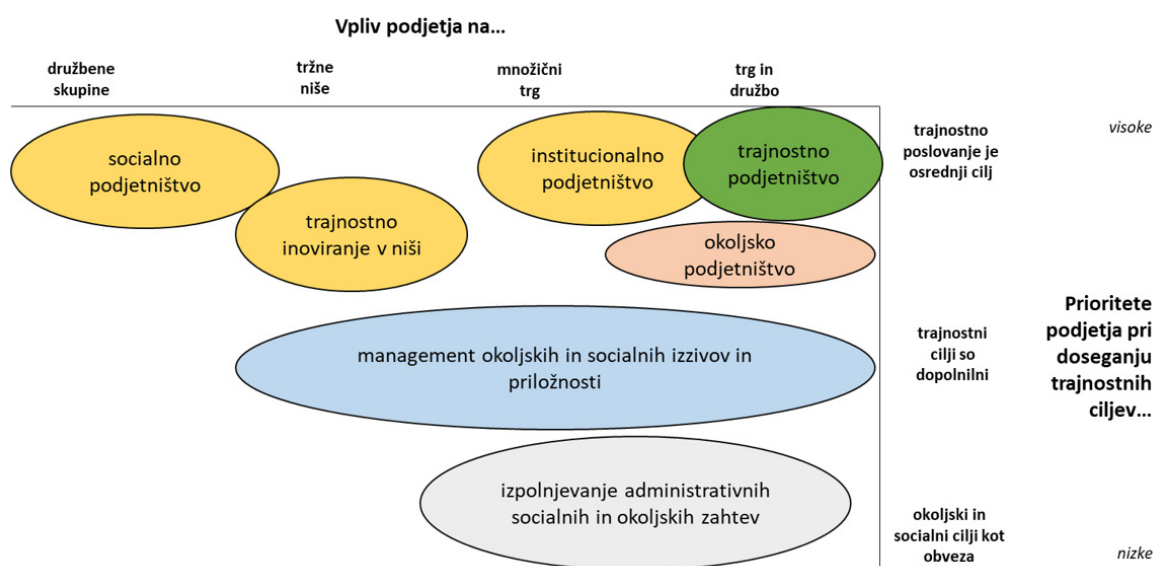 Vpliv podjetja na...
družbene
skupine
tržne
niše
množični
trg
trg in
družbo
socialno
podjetništvo
trajnostno
inoviranje v niši
institucionalno
podjetništvo
trajnostno
podjetništvo
okoljsko
podjetništvo
trajnostno
poslovanje je
osrednji cilj
visoke
management okoljskih in socialnih izzivov in
priložnosti
trajnostni
cilji so
dopolnilni
Prioritete
podjetja pri
doseganju
trajnostnih
ciljev...
izpolnjevanje administrativnih
socialnih in okoljskih zahtev
okoljski in
socialni cilji kot
obveza
nizke